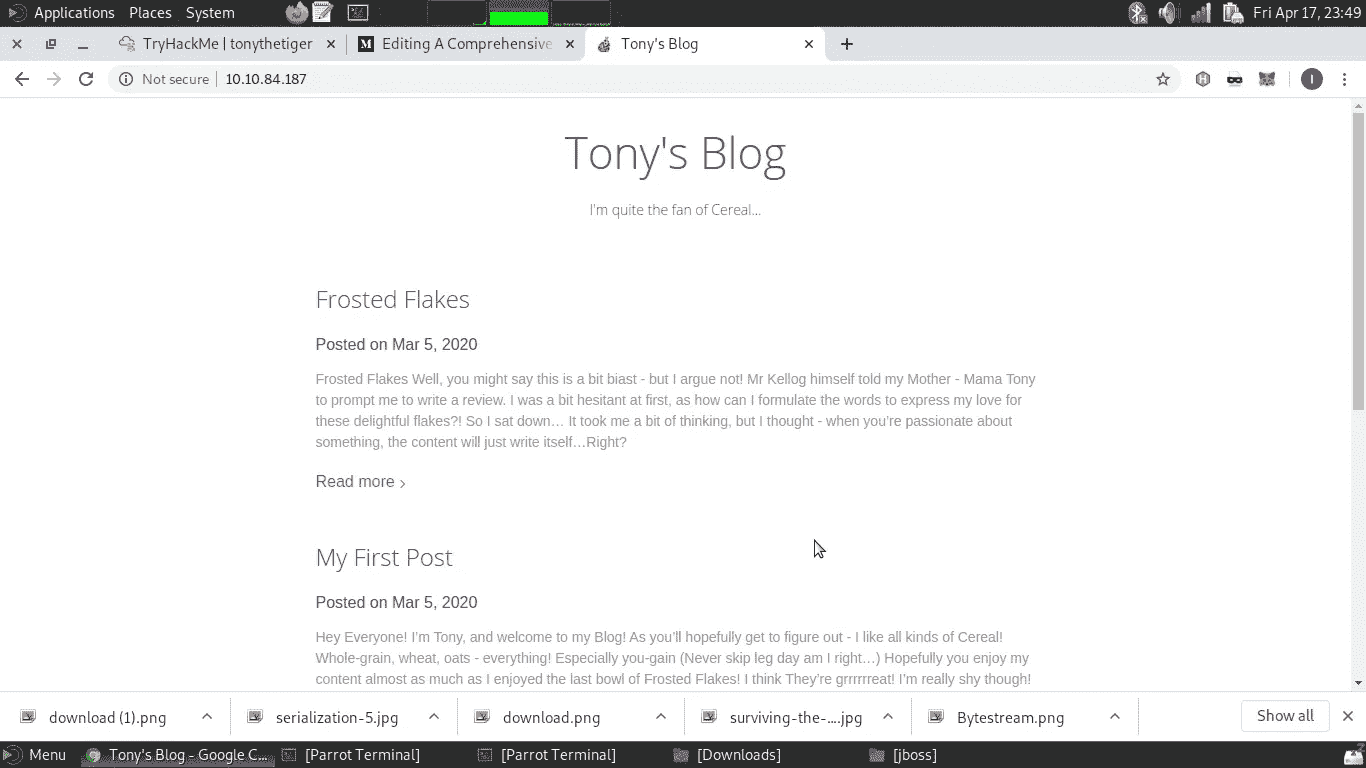 Applications Places System Fri Apr 17, 23:49
TryHackMe | tonythetiger Editing A Comprehensive Tony's Blog
Not secure 10.10.84.187 I
Tony's Blog
I'm quite the fan of Cereal...
Frosted Flakes
Posted on Mar 5, 2020
Frosted Flakes Well, you might say this is a bit biast - but I argue not! Mr Kellog himself told my Mother - Mama Tony
to prompt me to write a review. I was a bit hesitant at first, as how can I formulate the words to express my love for
these delightful flakes?! So I sat down… It took me a bit of thinking, but I thought - when you’re passionate about
something, the content will just write itself…Right?
Read more ›
My First Post
Posted on Mar 5, 2020
Hey Everyone! I’m Tony, and welcome to my Blog! As you’ll hopefully get to figure out - I like all kinds of Cereal!
Whole-grain, wheat, oats - everything! Especially you-gain (Never skip leg day am I right…) Hopefully you enjoy my
content almost as much as I enjoyed the last bowl of Frosted Flakes! I think They’re grrrrrreat! I’m really shy though!
download (1).png serialization-5.jpg download.png surviving-the-....jpg Bytestream.png Show all
Menu Tony's Blog - Google C... [Parrot Terminal] [Parrot Terminal] [Downloads] [jboss]